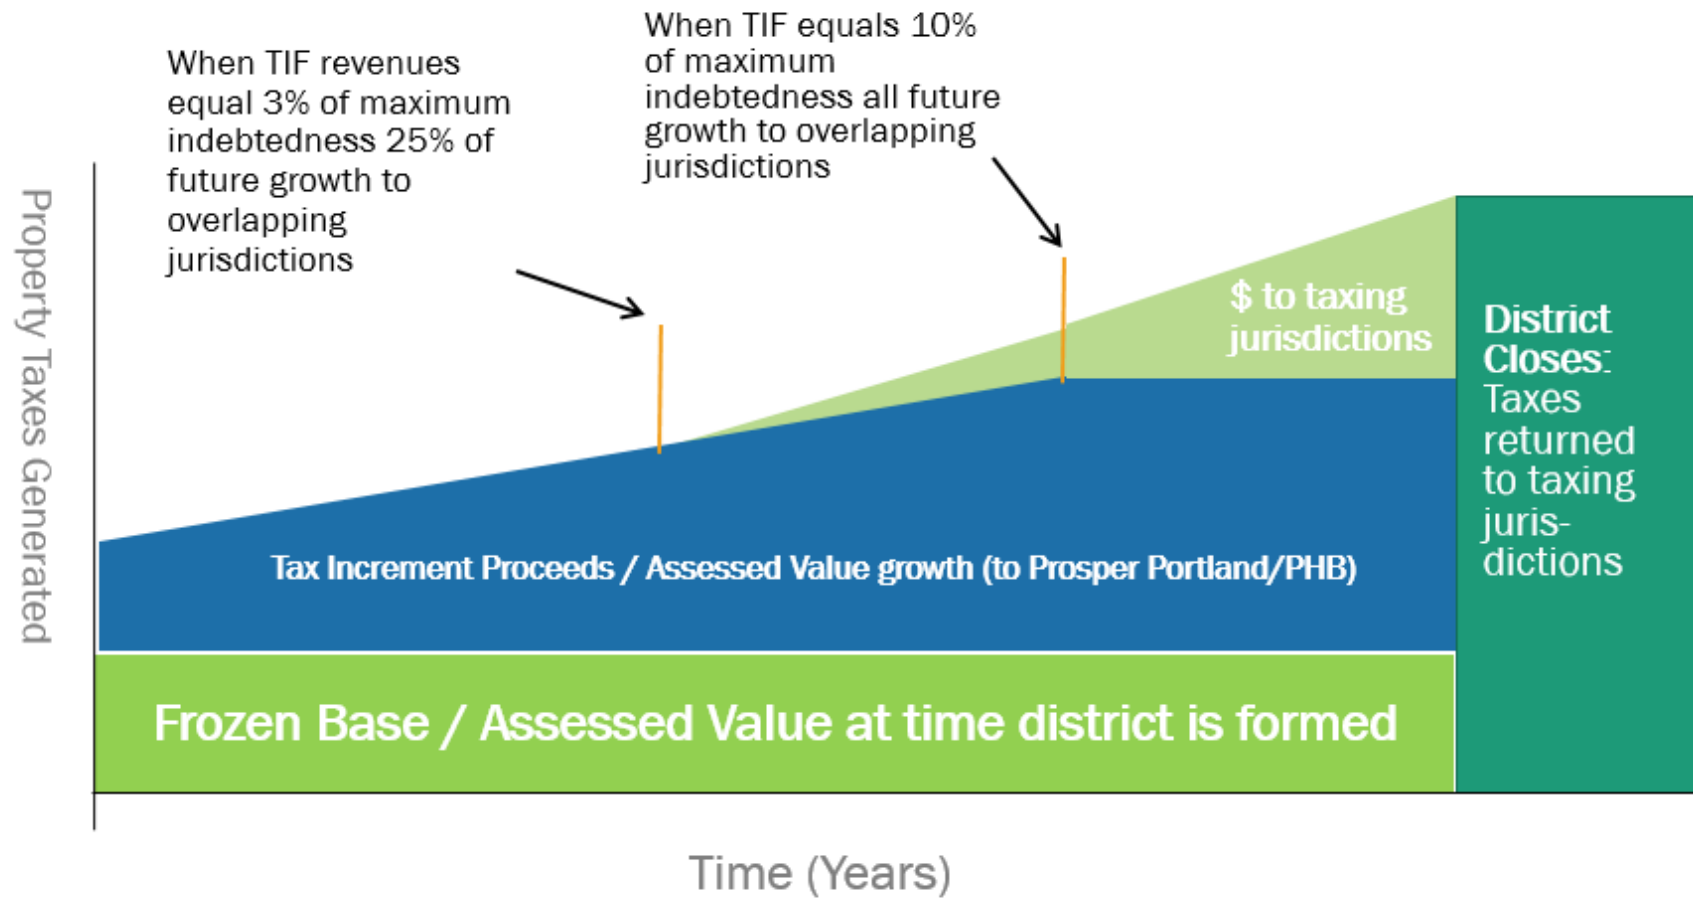 When TIF revenues
equal 3% of maximum
indebtedness 25% of
future growth to
overlapping
jurisdictions
When TIF equals 10%
of maximum
indebtedness all future
growth to overlapping
jurisdictions
Property Taxes Generated
$ to taxing
jurisdictions
District
Closes:
Taxes
returned
to taxing
juris-
dictions
Tax Increment Proceeds / Assessed Value growth (to Prosper Portland/PHB)
Frozen Base / Assessed Value at time district is formed
Time (Years)